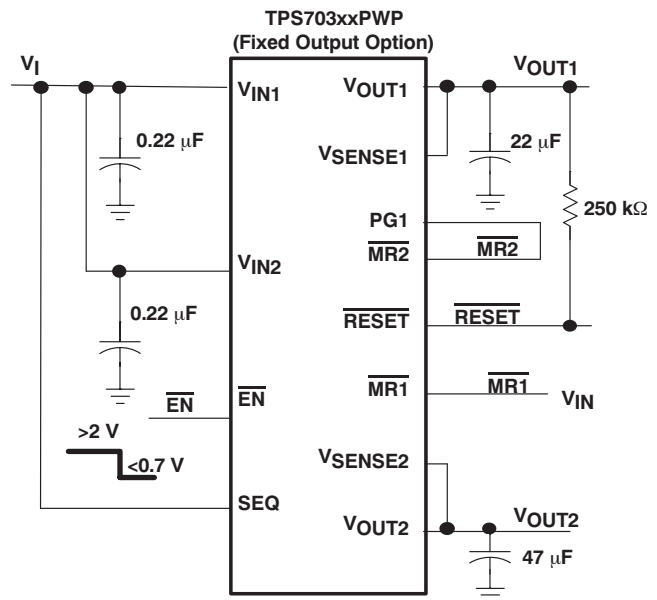 TPS703xxPWP
(Fixed Output Option)
VI
VIN1
VOUT1
VOUT1
0.22 μF
VSENSE1
22 μF
PG1
250 kΩ
MR2
MR2
VIN2
0.22 μF
RESET
RESET
EN
EN
MR1
MR1
VIN
>2 V
<0.7 V
VSENSE2
SEQ
VOUT2
VOUT2
47 μF